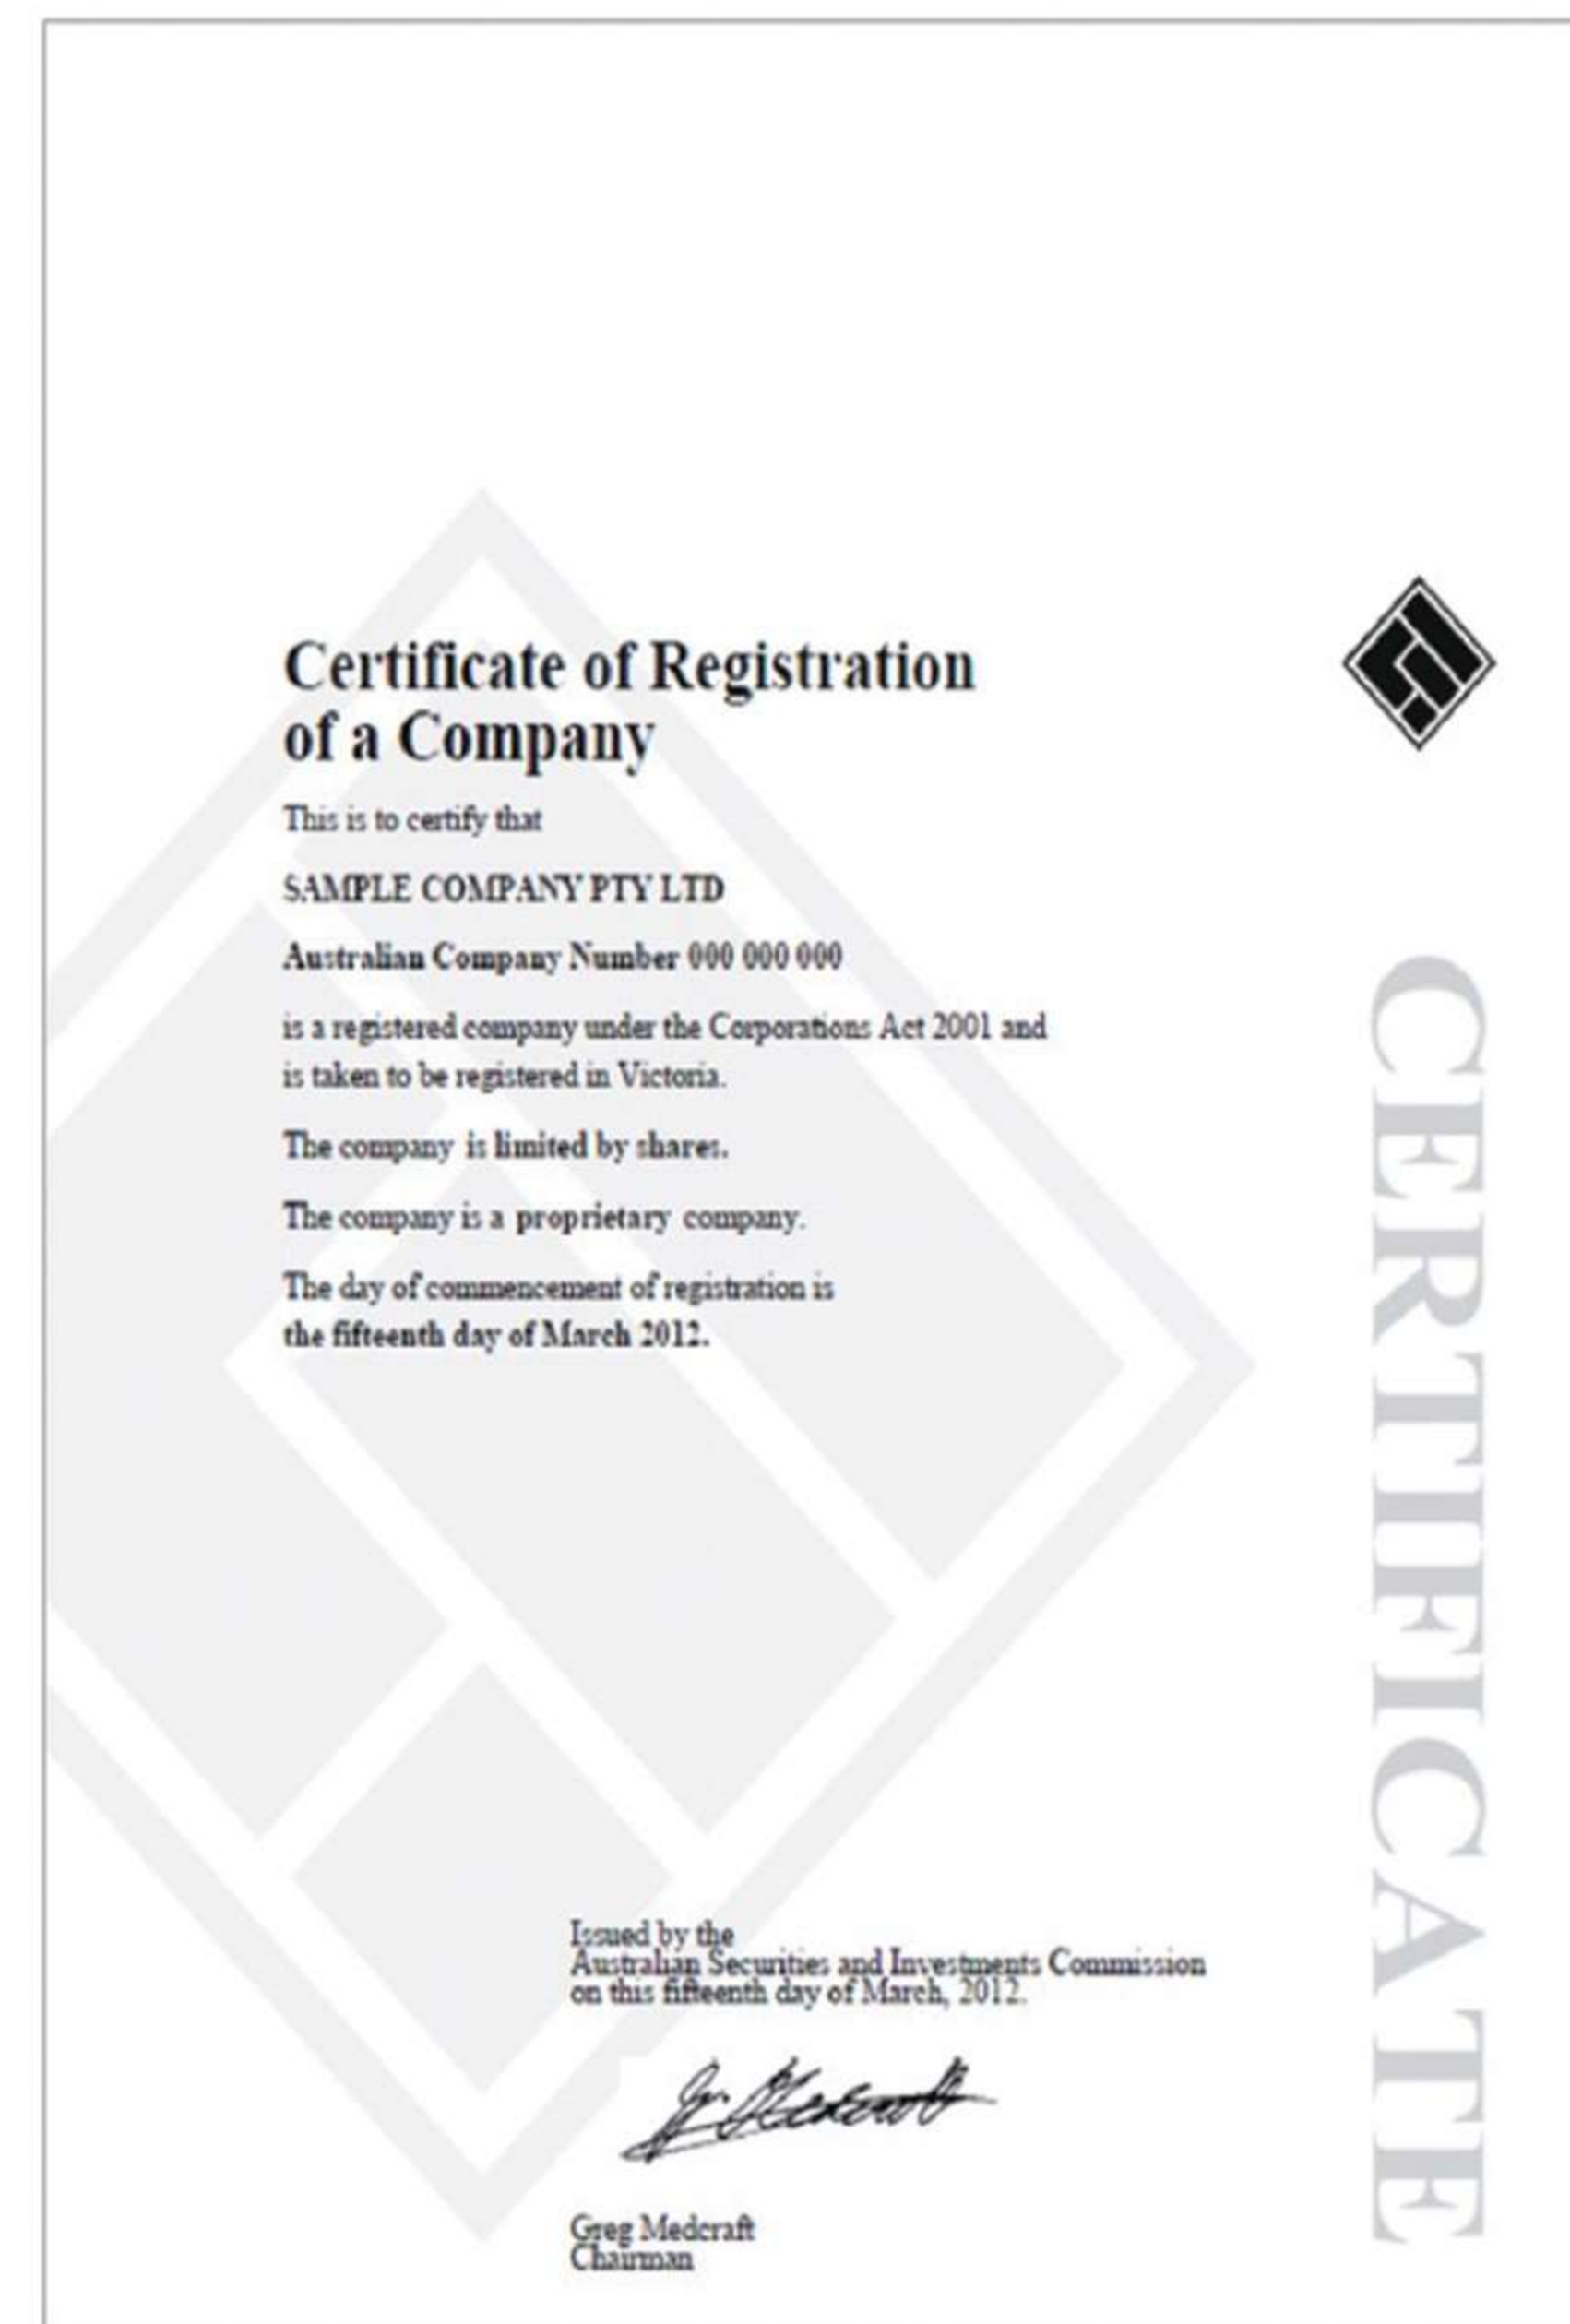 Certificate of Registration
of a Company
This is to certify that
SAMPLE COMPANY PTY LTD
Australian Company Number 000 000 000
is a registered company under the Corporations Act 2001 and
is taken to be registered in Victoria.
The company is limited by shares.
The company is a proprietary company.
The day of commencement of registration is
the fifteenth day of March 2012.
CERTIFICATE
Issued by the
Australian Securities and Investments Commission
on this fifteenth day of March, 2012.
G. Medcraft
Greg Medcraft
Chairman